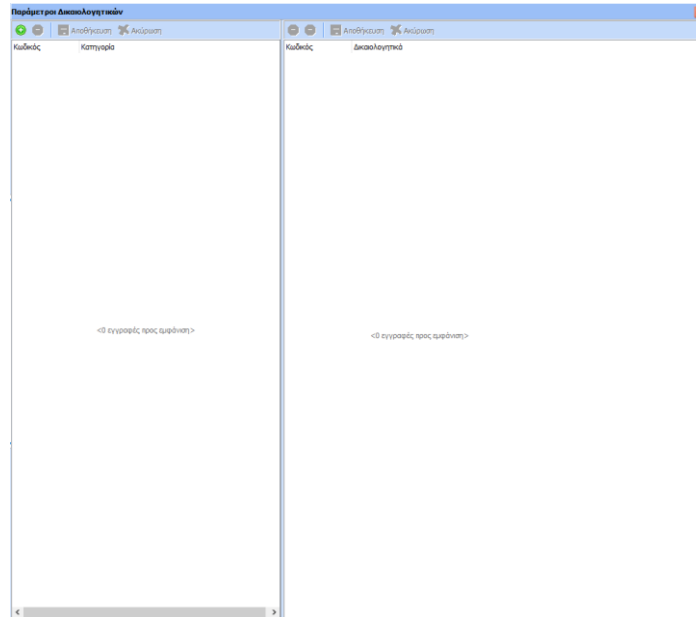 Παράμετροι Δικαιολογητικών
Αποθήκευση Ακύρωση
Κωδικός Κατηγορία
<0 εγγραφές προς εμφάνιση>
Αποθήκευση Ακύρωση
Κωδικός Δικαιολογητικά
<0 εγγραφές προς εμφάνιση>